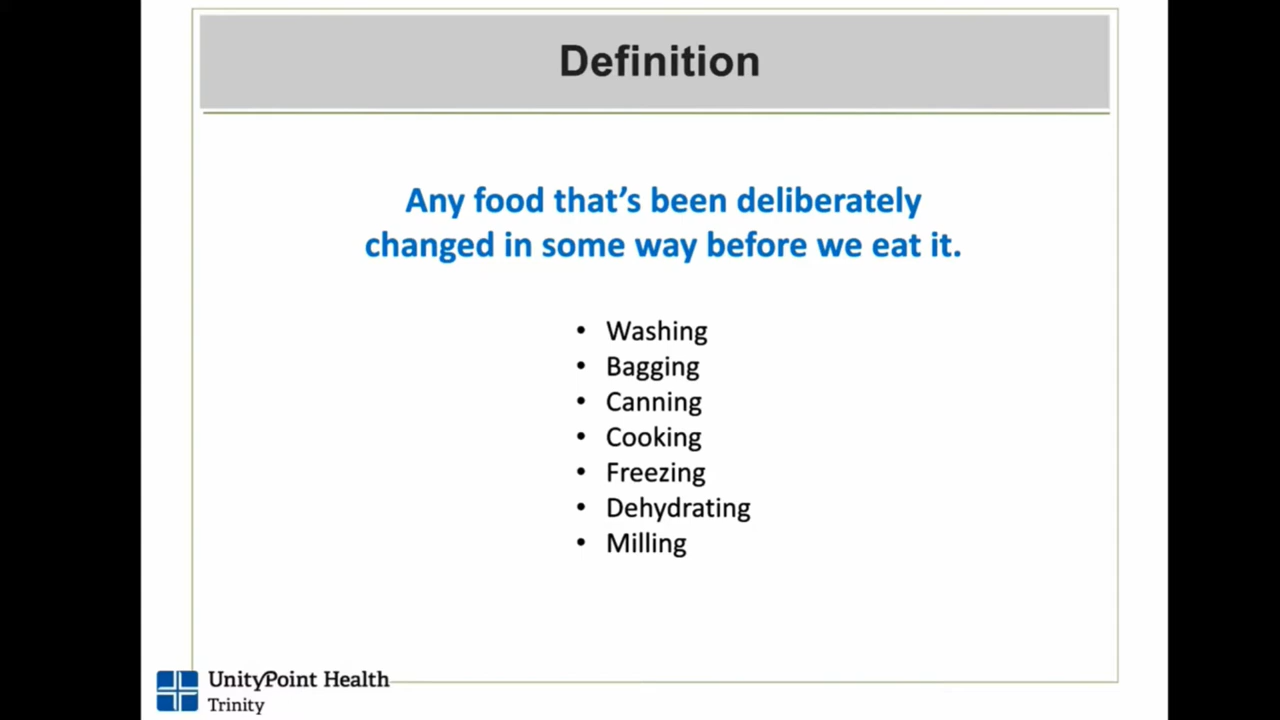 Definition
Any food that’s been deliberately
changed in some way before we eat it.
• Washing
• Bagging
• Canning
• Cooking
• Freezing
• Dehydrating
• Milling
UnityPoint Health
Trinity